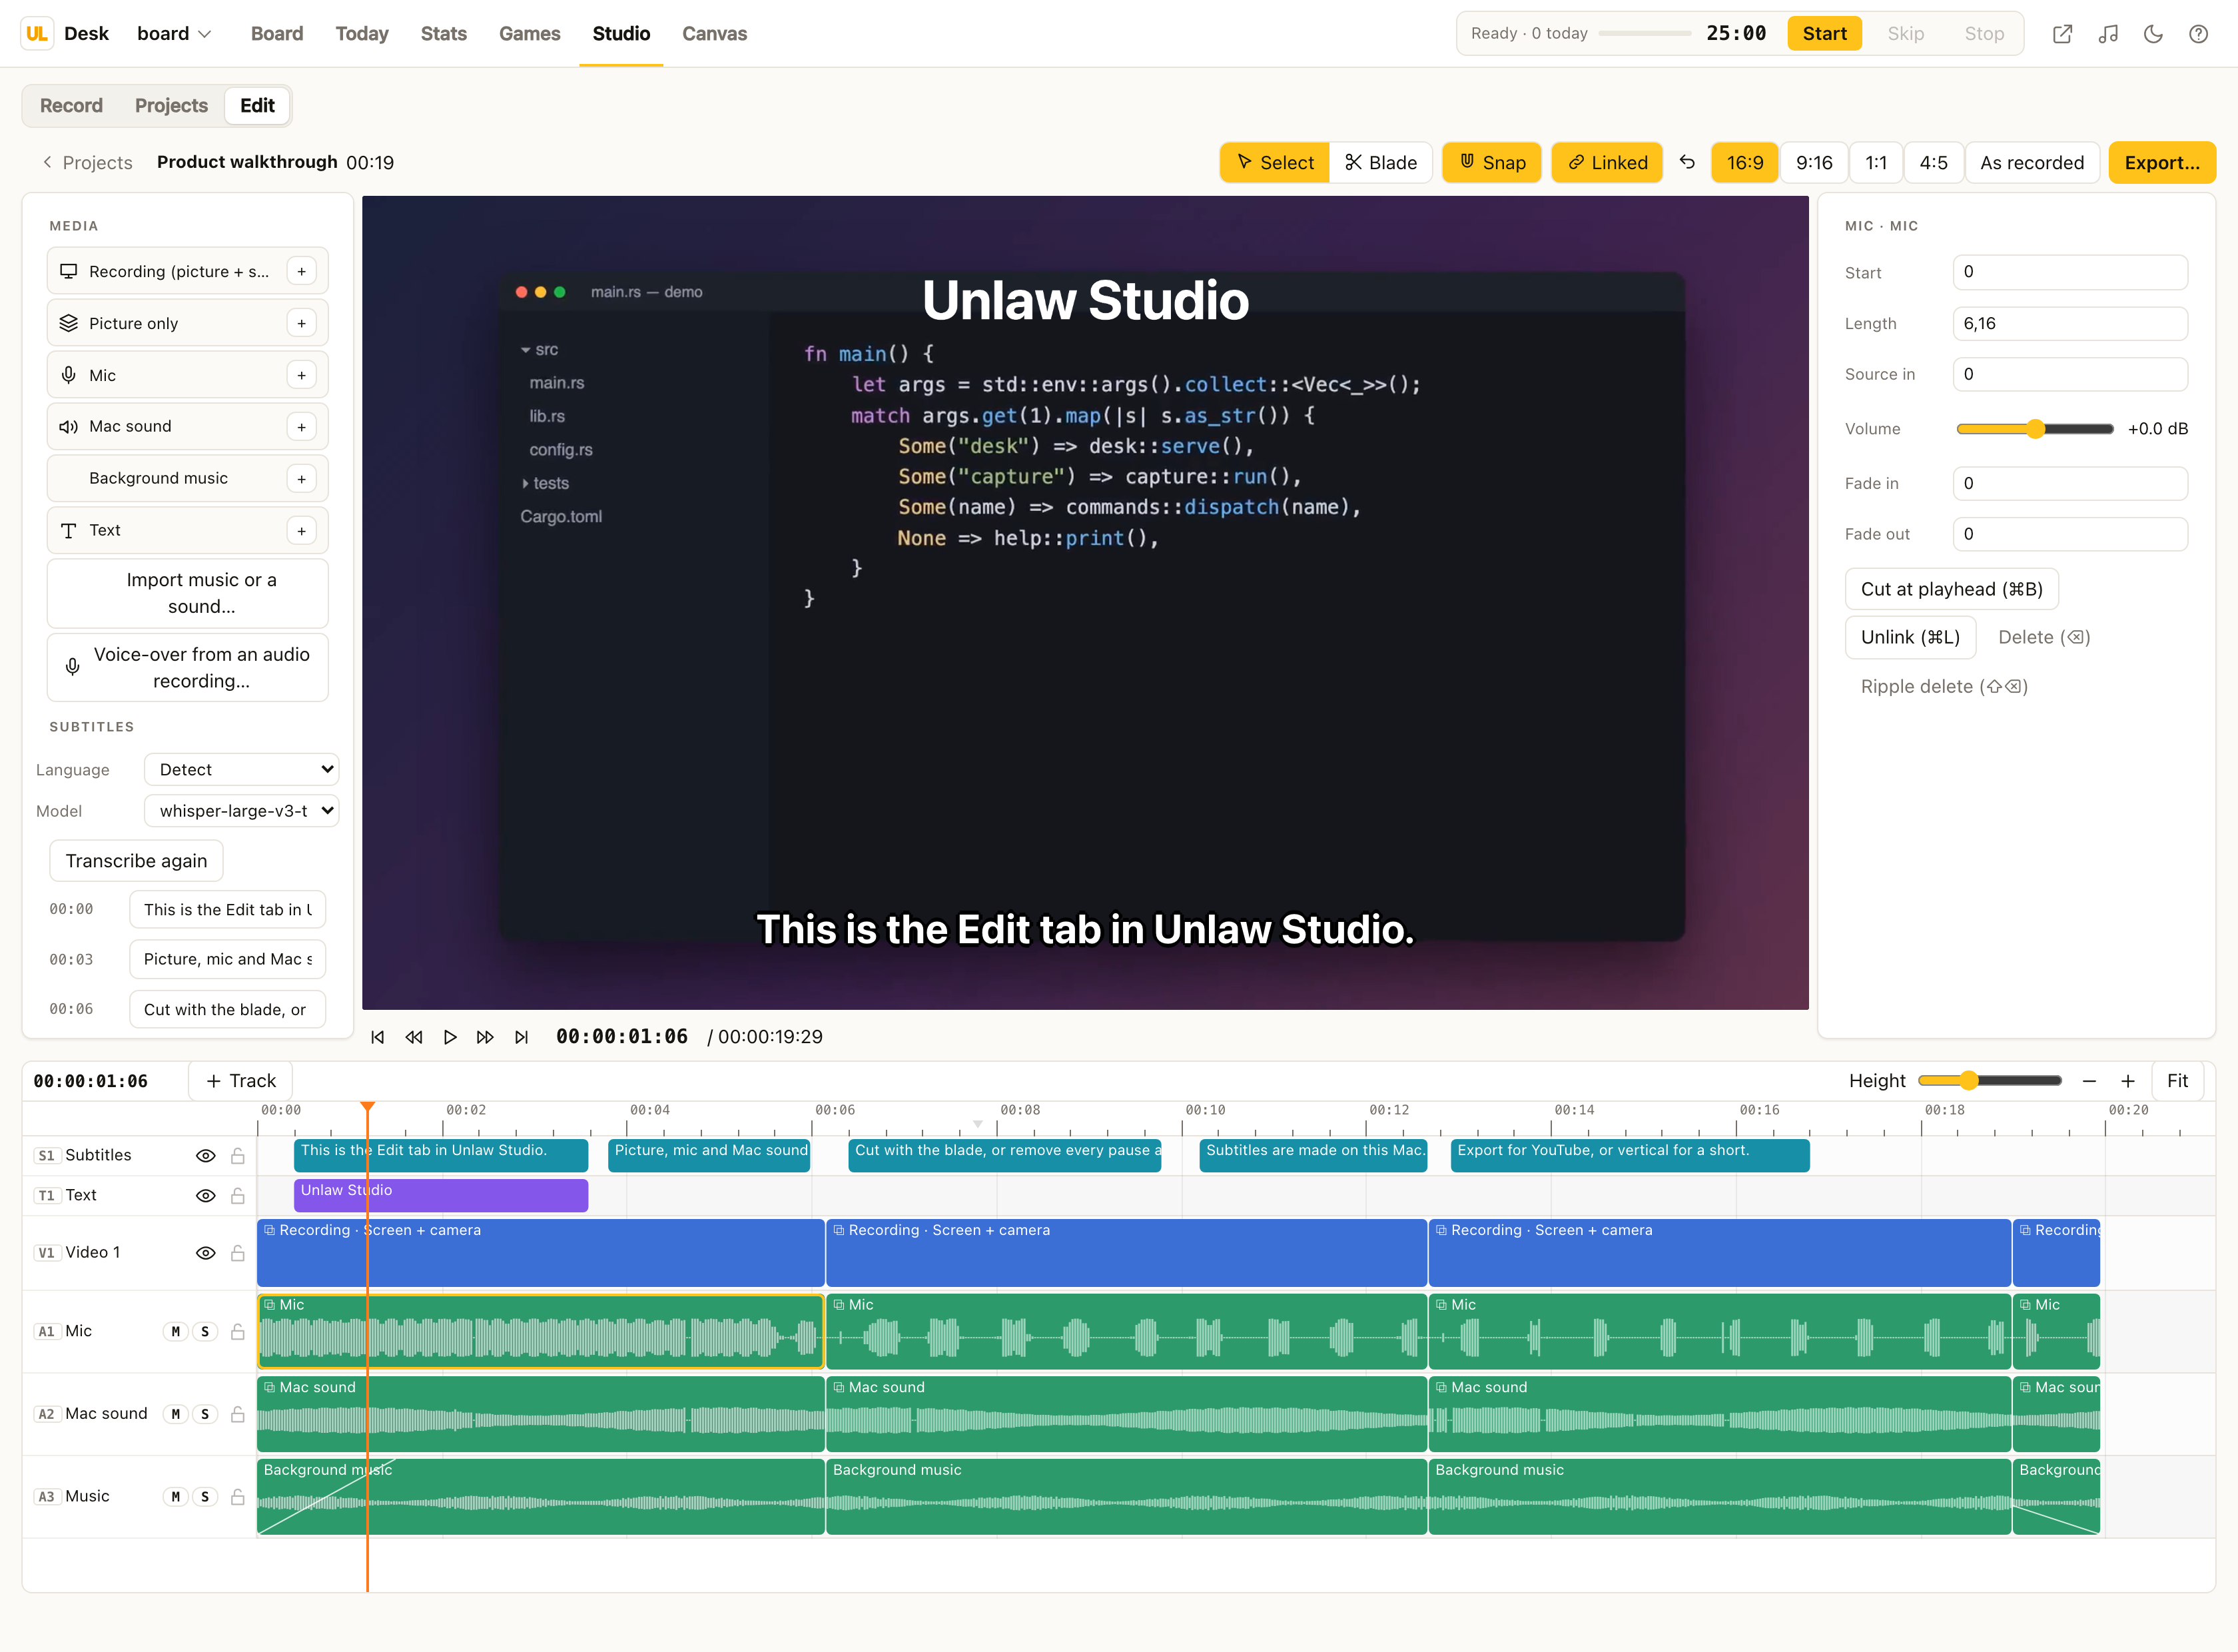 UL Desk board Board Today Stats Games Studio Canvas Ready · 0 today 25:00 Start Skip Stop
Record Projects Edit
Projects Product walkthrough 00:19 Select Blade Snap Linked 16:9 9:16 1:1 4:5 As recorded Export...
MEDIA
Recording (picture + s...
Picture only
Mic
Mac sound
Background music
Text
Import music or a
sound...
Voice-over from an audio
recording...
SUBTITLES
Language Detect
Model whisper-large-v3-t
Transcribe again
00:00 This is the Edit tab in
00:03 Picture, mic and Mac s
00:06 Cut with the blade, or
main.rs — demo
Unlaw Studio
src
main.rs
lib.rs
config.rs
tests
Cargo.toml
fn main() {
let args = std::env::args().collect::<Vec<_>>();
match args.get(1).map(|s| s.as_str()) {
Some("desk") => desk::serve(),
Some("capture") => capture::run(),
Some(name) => commands::dispatch(name),
None => help::print(),
}
}
This is the Edit tab in Unlaw Studio.
00:00:01:06 / 00:00:19:29
MIC · MIC
Start 0
Length 6,16
Source in 0
Volume +0.0 dB
Fade in 0
Fade out 0
Cut at playhead (⌘B)
Unlink (⌘L) Delete (⌫)
Ripple delete (⇧⌫)
00:00:01:06 + Track Height − + Fit
00:00 00:02 00:04 00:06 00:08 00:10 00:12 00:14 00:16 00:18 00:20
S1 Subtitles This is the Edit tab in Unlaw Studio. Picture, mic and Mac sound Cut with the blade, or remove every pause a Subtitles are made on this Mac. Export for YouTube, or vertical for a short.
T1 Text Unlaw Studio
V1 Video 1 Recording · Screen + camera Recording · Screen + camera Recording · Screen + camera Recording
A1 Mic M S Mic Mic Mic Mic
A2 Mac sound M S Mac sound Mac sound Mac sound Mac soun
A3 Music M S Background music Background music Background music Background